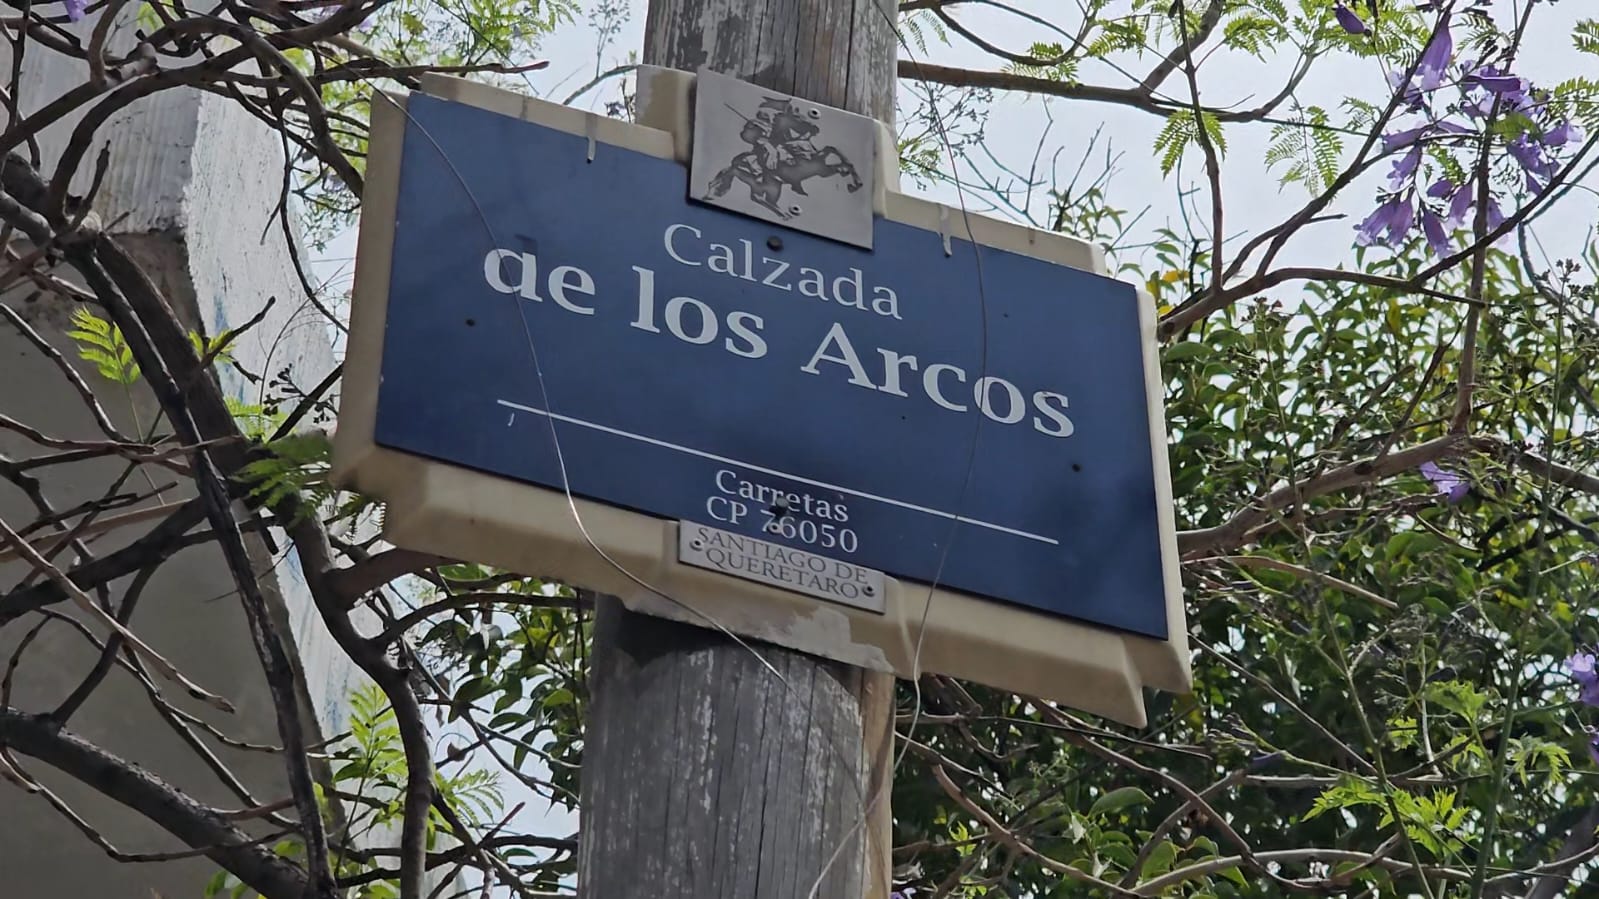 Calzada
de los Arcos
Carretas
CP 76050
SANTIAGO DE
QUERETARO